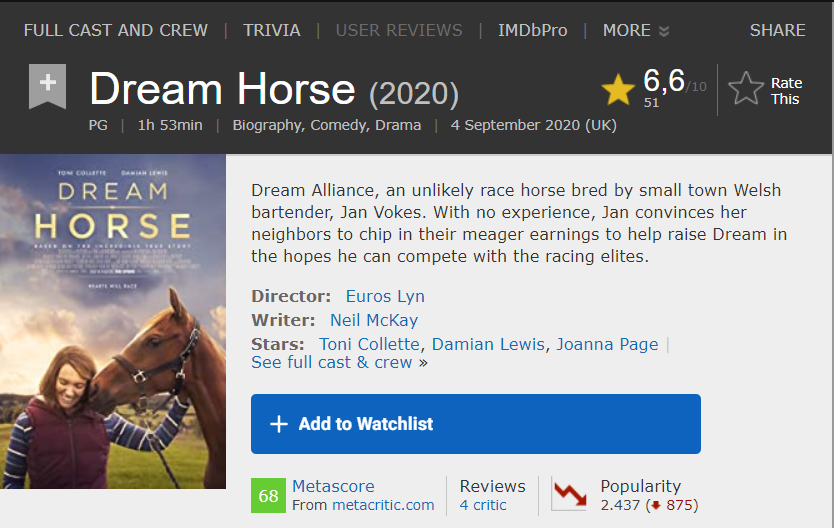 FULL CAST AND CREW | TRIVIA | USER REVIEWS | IMDbPro | MORE SHARE
Dream Horse (2020)
6,6/10
51
Rate
This
PG | 1h 53min | Biography, Comedy, Drama | 4 September 2020 (UK)
TONI COLLETTE DAMIAN LEWIS
DREAM
HORSE
BASED ON THE INCREDIBLE TRUE STORY
HEARTS WILL RACE
Dream Alliance, an unlikely race horse bred by small town Welsh
bartender, Jan Vokes. With no experience, Jan convinces her
neighbors to chip in their meager earnings to help raise Dream in
the hopes he can compete with the racing elites.
Director: Euros Lyn
Writer: Neil McKay
Stars: Toni Collette, Damian Lewis, Joanna Page |
See full cast & crew »
+ Add to Watchlist
68 Metascore
From metacritic.com
Reviews
4 critic
Popularity
2.437 (875)